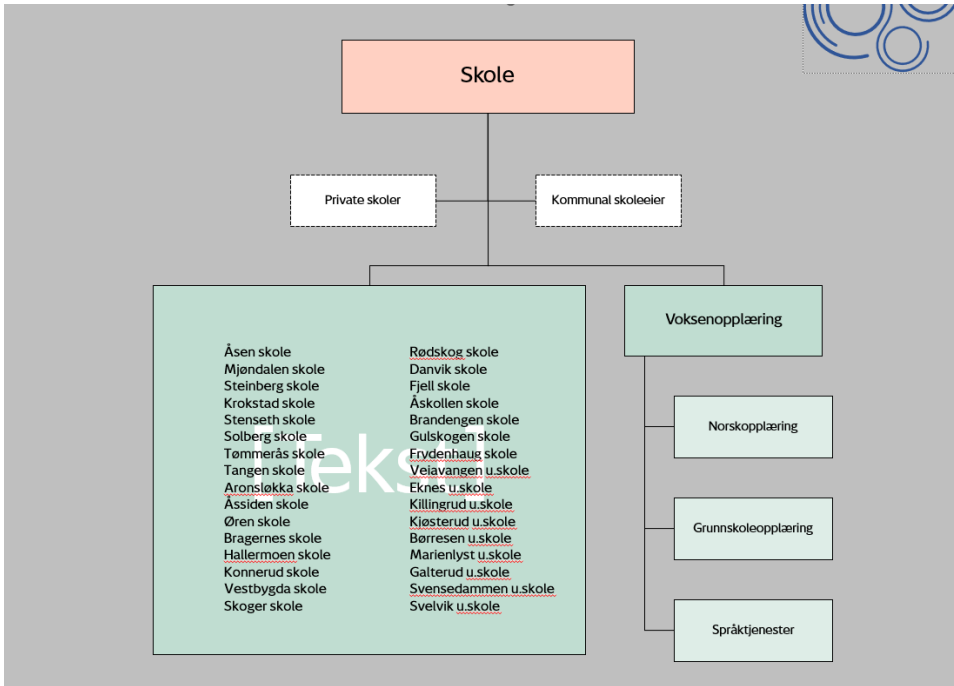 Skole
Private skoler
Kommunal skoleeier
Åsen skole
Mjøndalen skole
Steinberg skole
Krokstad skole
Stenseth skole
Solberg skole
Tømmerås skole
Tangen skole
Aronsløkka skole
Åssiden skole
Øren skole
Bragernes skole
Hallermoen skole
Konnerud skole
Vestbygda skole
Skoger skole
Rødskog skole
Danvik skole
Fjell skole
Åskollen skole
Brandengen skole
Gulskogen skole
Frydenhaug skole
Veiavangen u.skole
Eknes u.skole
Killingrud u.skole
Kjøsterud u.skole
Børresen u.skole
Marienlyst u.skole
Galterud u.skole
Svensedammen u.skole
Svelvik u.skole
[Tekst]
Voksenopplæring
Norskopplæring
Grunnskoleopplæring
Språktjenester